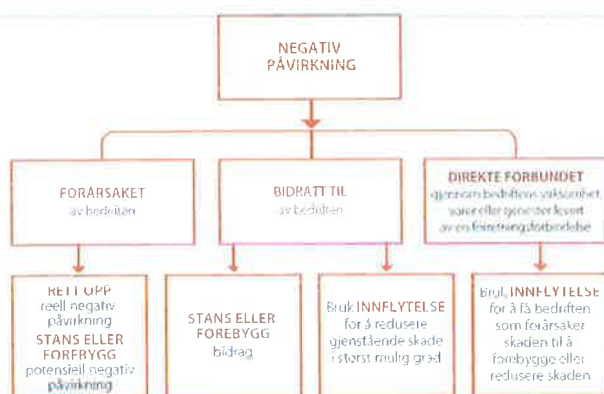 NEGATIV
PÅVIRKNING
FORÅRSAKET
av bedriften
BIDRATT TIL
av bedriften
DIREKTE FORBUNDET
gjennom bedriftens virksomhet,
varer eller tjenester levert
av en forretningsforbindelse
RETT OPP
reell negativ
påvirkning
STANS ELLER
FOREBYGG
potensiell negativ
påvirkning
STANS ELLER
FOREBYGG
bidrag
Bruk INNFLYTELSE
for å redusere
gjenstående skade
i størst mulig grad
Bruk INNFLYTELSE
for å få bedriften
som forårsaker
skaden til å
forebygge eller
redusere skaden